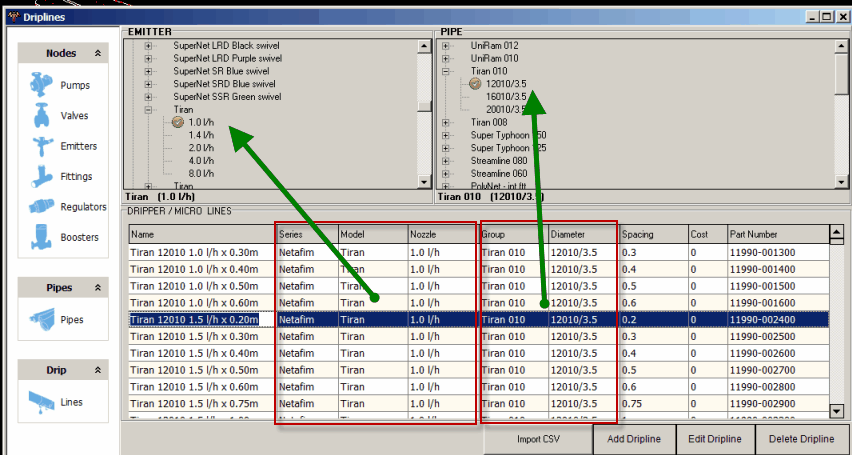 Driplines
Nodes
Pumps
Valves
Emitters
Fittings
Regulators
Boosters
Pipes
Pipes
Drip
Lines
EMITTER
SuperNet LRD Black swivel
SuperNet LRD Purple swivel
SuperNet SR Blue swivel
SuperNet SRD Blue swivel
SuperNet SSR Green swivel
Tiran
1.0 l/h
1.4 l/h
2.0 l/h
4.0 l/h
8.0 l/h
Tiran
Tiran (1.0 l/h)
PIPE
UniRam 012
UniRam 010
Tiran 010
12010/3.5
16010/3.5
20010/3.5
Tiran 008
Super Typhoon
Super Typhoon
Streamline 080
Streamline 060
PolyNet - int ftt
Tiran 010 (12010/3.5)
DRIPPER / MICRO LINES
Name Series Model Nozzle Group Diameter Spacing Cost Part Number
Tiran 12010 1.0 l/h x 0.30m Netafim Tiran 1.0 l/h Tiran 010 12010/3.5 0.3 0 11990-001300
Tiran 12010 1.0 l/h x 0.40m Netafim Tiran 1.0 l/h Tiran 010 12010/3.5 0.4 0 11990-001400
Tiran 12010 1.0 l/h x 0.50m Netafim Tiran 1.0 l/h Tiran 010 12010/3.5 0.5 0 11990-001500
Tiran 12010 1.0 l/h x 0.60m Netafim Tiran 1.0 l/h Tiran 010 12010/3.5 0.6 0 11990-001600
Tiran 12010 1.5 l/h x 0.20m Netafim Tiran 1.0 l/h Tiran 010 12010/3.5 0.2 0 11990-002400
Tiran 12010 1.5 l/h x 0.30m Netafim Tiran 1.0 l/h Tiran 010 12010/3.5 0.3 0 11990-002500
Tiran 12010 1.5 l/h x 0.40m Netafim Tiran 1.0 l/h Tiran 010 12010/3.5 0.4 0 11990-002600
Tiran 12010 1.5 l/h x 0.50m Netafim Tiran 1.0 l/h Tiran 010 12010/3.5 0.5 0 11990-002700
Tiran 12010 1.5 l/h x 0.60m Netafim Tiran 1.0 l/h Tiran 010 12010/3.5 0.6 0 11990-002800
Tiran 12010 1.5 l/h x 0.75m Netafim Tiran 1.0 l/h Tiran 010 12010/3.5 0.75 0 11990-002900
Import CSV Add Dripline Edit Dripline Delete Dripline